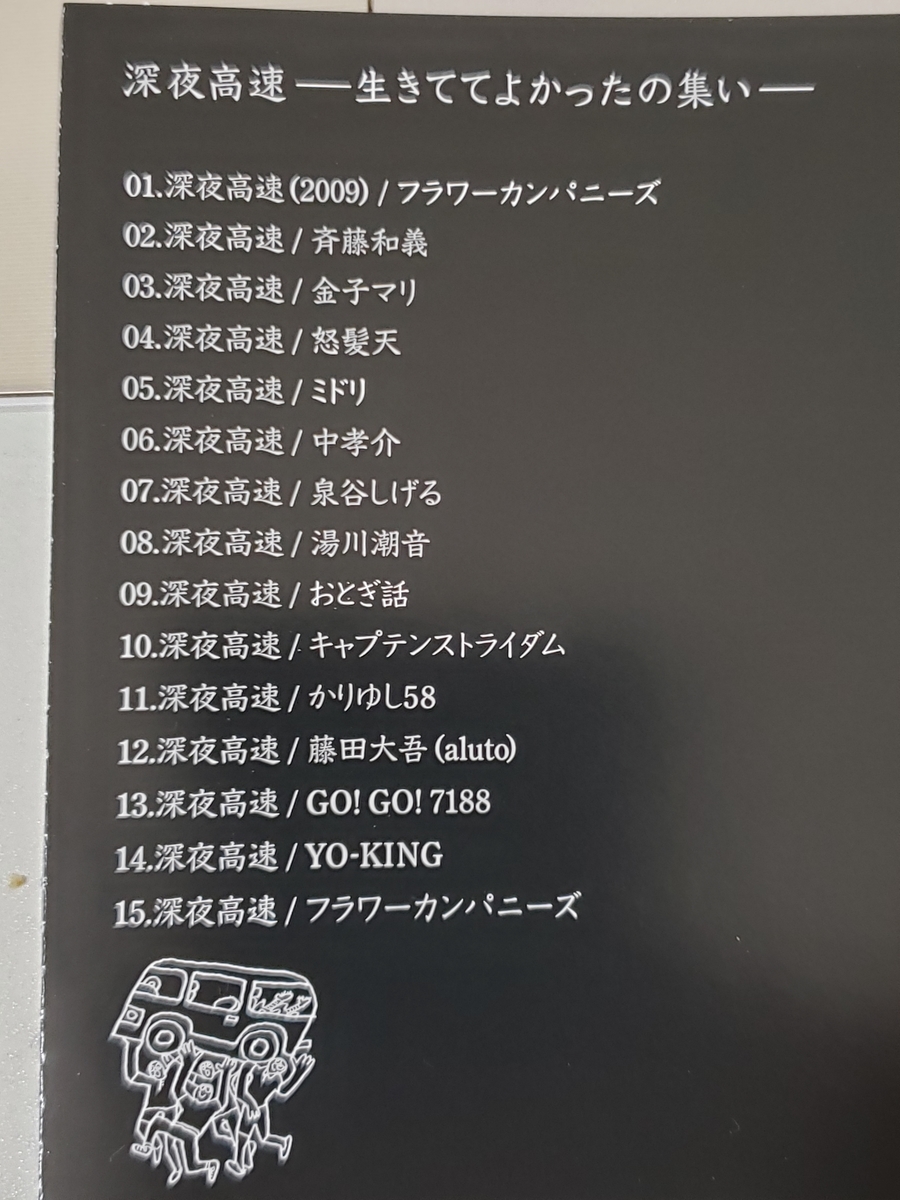 深夜高速 ―生きててよかったの集い―
01.深夜高速(2009) / フラワーカンパニーズ
02.深夜高速 / 斉藤和義
03.深夜高速 / 金子マリ
04.深夜高速 / 怒髪天
05.深夜高速 / ミドリ
06.深夜高速 / 中孝介
07.深夜高速 / 泉谷しげる
08.深夜高速 / 湯川潮音
09.深夜高速 / おとぎ話
10.深夜高速 / キャプテンストライダム
11.深夜高速 / かりゆし58
12.深夜高速 / 藤田大吾 (aluto)
13.深夜高速 / GO! GO! 7188
14.深夜高速 / YO-KING
15.深夜高速 / フラワーカンパニーズ